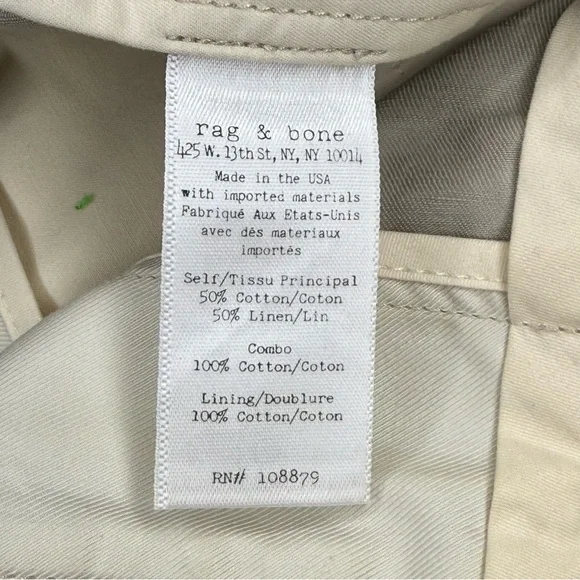 rag & bone
425 W. 13th St, NY, NY 10014
Made in the USA
with imported materials
Fabriqué Aux Etats-Unis
avec dés materiaux
importés
Self/Tissu Principal
50% Cotton/Coton
50% Linen/Lin
Combo
100% Cotton/Coton
Lining/Doublure
100% Cotton/Coton
RN# 108879